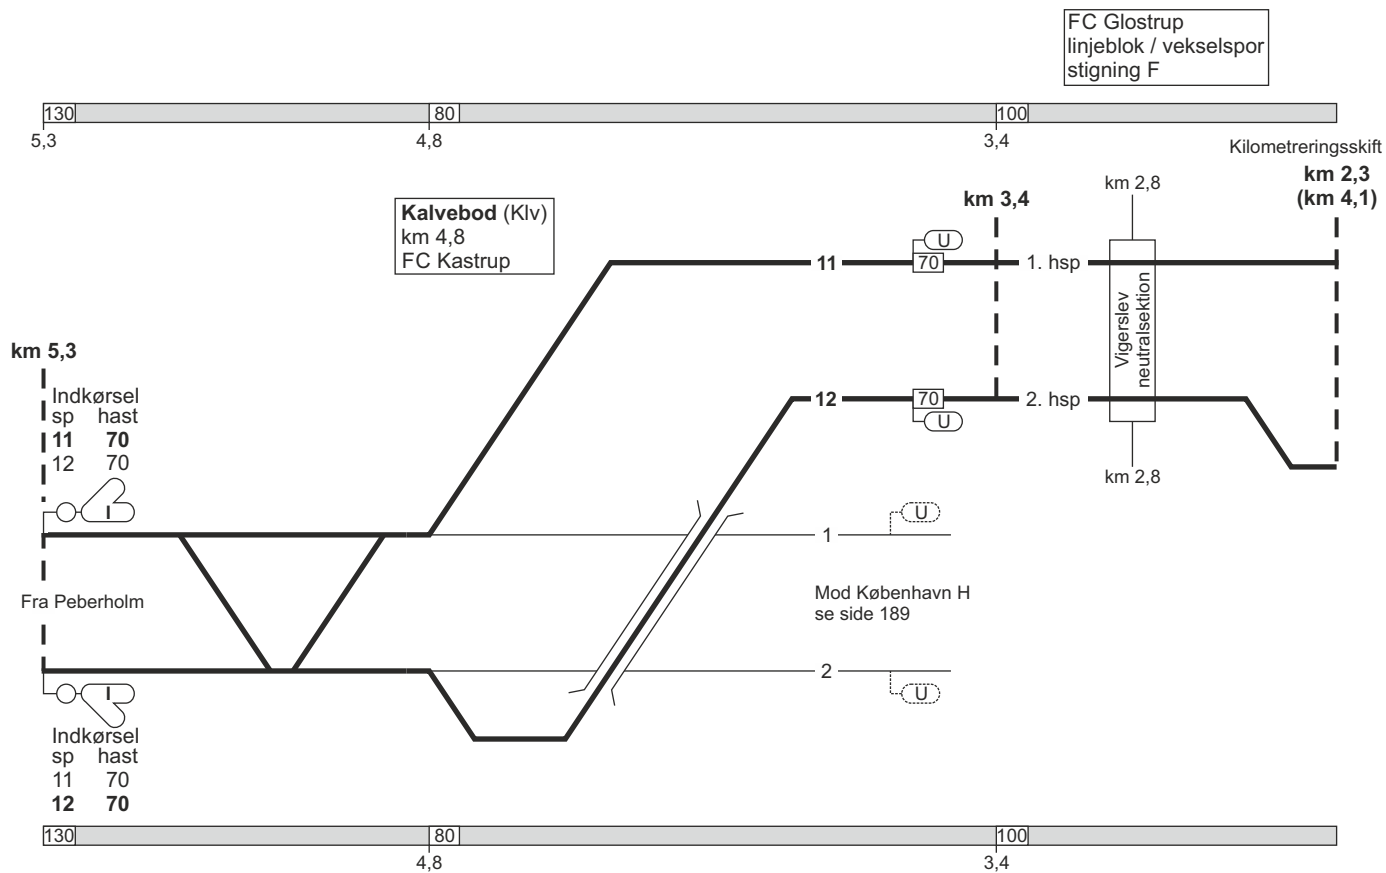 FC Glostrup
linjeblok / vekselspor
stigning F
130
80
100
5,3
4,8
3,4
Kilometreringsskift
km 2,3
(km 4,1)
km 2,8
km 3,4
Kalvebod (Klv)
km 4,8
FC Kastrup
U
11
70
1. hsp
Vigerslev
neutralsektion
km 5,3
Indkørsel
sp hast
11 70
12 70
I
12
70
2. hsp
U
km 2,8
U
1
Fra Peberholm
Mod København H
se side 189
2
U
I
Indkørsel
sp hast
11 70
12 70
130
80
100
4,8
3,4